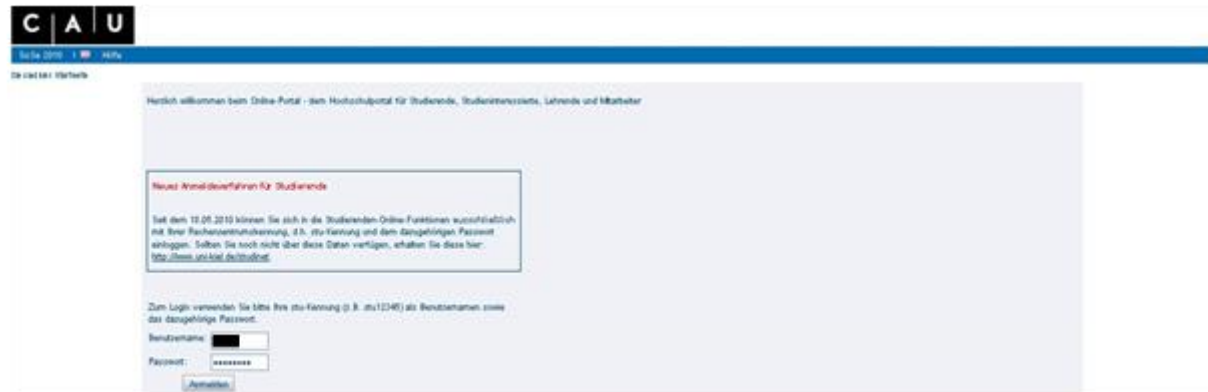 C | A | U
SoSe 2010 | Hilfe
Sie sind hier: Startseite
Herzlich willkommen beim Online-Portal - dem Hochschulportal für Studierende, Studieninteressierte, Lehrende und Mitarbeiter
Neues Anmeldeverfahren für Studierende
Seit dem 10.05.2010 können Sie sich in die Studierenden-Online-Funktionen ausschließlich
mit Ihrer Rechenzentrumskennung, d.h. stu-Kennung und dem dazugehörigen Passwort
einloggen. Sollten Sie noch nicht über diese Daten verfügen, erhalten Sie diese hier:
http://www.uni-kiel.de/studinet.
Zum Login verwenden Sie bitte Ihre stu-Kennung (z.B. stu12345) als Benutzernamen sowie
das dazugehörige Passwort.
Benutzername:
Passwort:
Anmelden